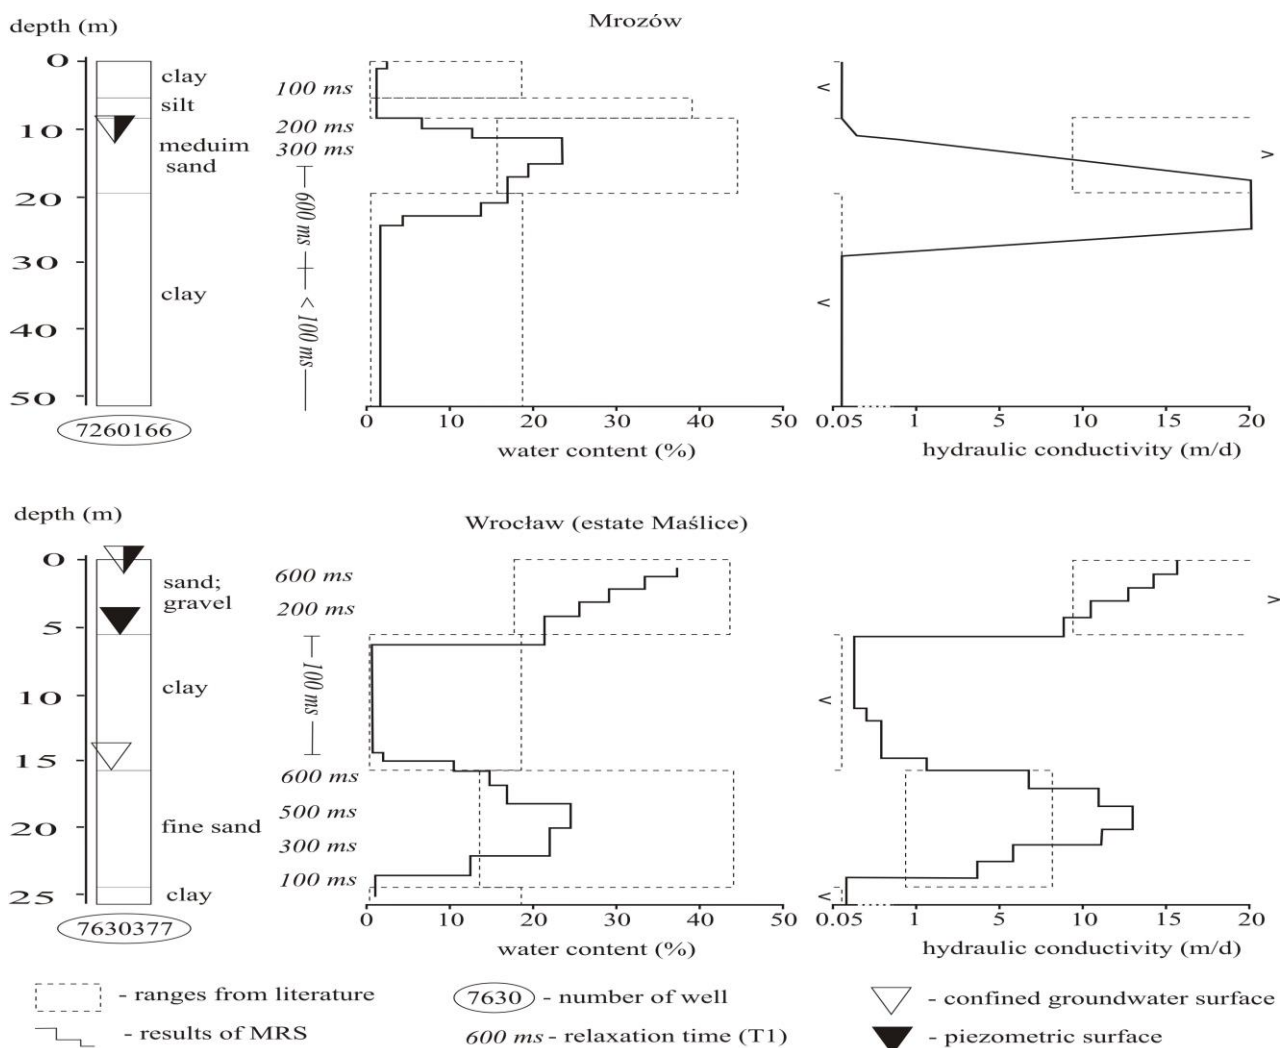 Mrozów
depth (m)
0
10
20
30
40
50
clay
silt
meduim
sand
clay
7260166
100 ms
200 ms
300 ms
600 ms
< 100 ms
0 10 20 30 40 50
water content (%)
<
>
<
0.05 1 5 10 15 20
hydraulic conductivity (m/d)
Wrocław (estate Maślice)
depth (m)
0
5
10
15
20
25
sand;
gravel
clay
fine sand
clay
7630377
600 ms
200 ms
100 ms
600 ms
500 ms
300 ms
100 ms
0 10 20 30 40 50
water content (%)
>
<
<
0.05 1 5 10 15 20
hydraulic conductivity (m/d)
- ranges from literature
- results of MRS
7630 - number of well
600 ms - relaxation time (T1)
- confined groundwater surface
- piezometric surface